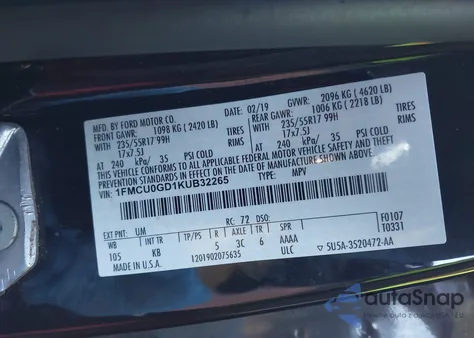 MFD. BY FORD MOTOR CO.
DATE: 02/19 GVWR: 2096 KG ( 4620 LB)
FRONT GAWR: 1098 KG ( 2420 LB) REAR GAWR: 1006 KG ( 2218 LB)
WITH 235/55R17 99H TIRES WITH 235/55R17 99H TIRES
17x7.5J RIMS 17x7.5J RIMS
AT 240 kPa/ 35 PSI COLD AT 240 kPa/ 35 PSI COLD
THIS VEHICLE CONFORMS TO ALL APPLICABLE FEDERAL MOTOR VEHICLE SAFETY AND THEFT PREVENTION STANDARDS IN EFFECT ON THE DATE OF MANUFACTURE SHOWN ABOVE.
VIN: 1FMCU0GD1KUB32265 TYPE: MPV
EXT PNT: UM RC: 72 DSO: F0107
WB INT TR TP/PS R AXLE TR SPR 10331
105 KB 5 3C 6 AAAA
MADE IN U.S.A. 1201902075635 ULC 5U5A-3520472-AA
autoSnap